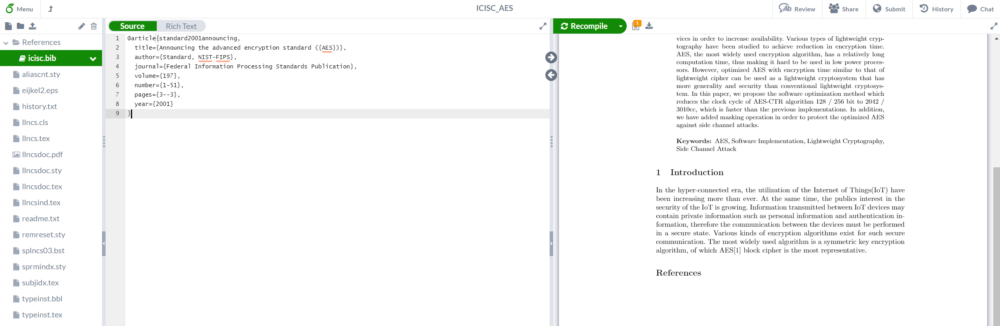 Menu
ICISC_AES
Review
Share
Submit
History
Chat
Source
Rich Text
Recompile
1
References
icisc.bib
aliascnt.sty
eijkel2.eps
history.txt
llncs.cls
llncs.tex
llncsdoc.pdf
llncsdoc.sty
llncsdoc.tex
llncsind.tex
readme.txt
remreset.sty
splncs03.bst
sprmindx.sty
subjidx.tex
typeinst.bbl
typeinst.tex
1 @article{standard2001announcing,
2 title={Announcing the advanced encryption standard ({AES})},
3 author={Standard, NIST-FIPS},
4 journal={Federal Information Processing Standards Publication},
5 volume={197},
6 number={1-51},
7 pages={3--3},
8 year={2001}
9 }
vices in order to increase availability. Various types of lightweight cryp-
tography have been studied to achieve reduction in encryption time.
AES, the most widely used encryption algorithm, has a relatively long
computation time, thus making it hard to be used in low power proces-
sors. However, optimized AES with encryption time similar to that of
lightweight cipher can be used as a lightweight cryptosystem that has
more generality and security than conventional lightweight cryptosys-
tem. In this paper, we propose the software optimization method which
reduces the clock cycle of AES-CTR algorithm 128 / 256 bit to 2042 /
3010cc, which is faster than the previous implementations. In addition,
we have added masking operation in order to protect the optimized AES
against side channel attacks.
Keywords: AES, Software Implementation, Lightweight Cryptography,
Side Channel Attack
1 Introduction
In the hyper-connected era, the utilization of the Internet of Things(IoT) have
been increasing more than ever. At the same time, the publics interest in the
security of the IoT is growing. Information transmitted between IoT devices may
contain private information such as personal information and authentication in-
formation, therefore the communication between the devices must be performed
in a secure state. Various kinds of encryption algorithms exist for such secure
communication. The most widely used algorithm is a symmetric key encryption
algorithm, of which AES[1] block cipher is the most representative.
References